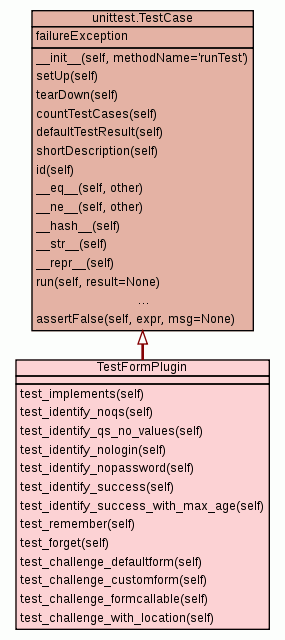 unittest.TestCase
failureException
__init__(self, methodName='runTest')
setUp(self)
tearDown(self)
countTestCases(self)
defaultTestResult(self)
shortDescription(self)
id(self)
__eq__(self, other)
__ne__(self, other)
__hash__(self)
__str__(self)
__repr__(self)
run(self, result=None)
...
assertFalse(self, expr, msg=None)
TestFormPlugin
test_implements(self)
test_identify_noqs(self)
test_identify_qs_no_values(self)
test_identify_nologin(self)
test_identify_nopassword(self)
test_identify_success(self)
test_identify_success_with_max_age(self)
test_remember(self)
test_forget(self)
test_challenge_defaultform(self)
test_challenge_customform(self)
test_challenge_formcallable(self)
test_challenge_with_location(self)